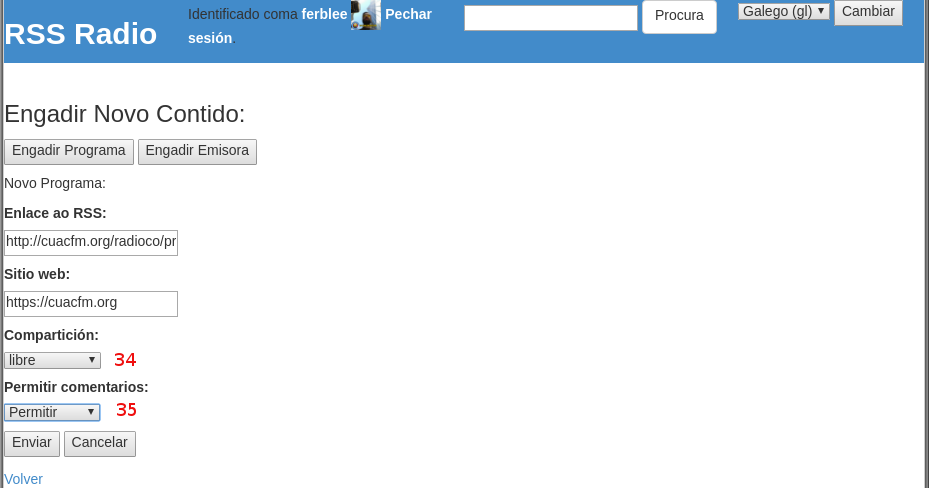 RSS Radio
Identificado coma ferblee Pechar
sesión.
Procura
Galego (gl)
Cambiar
Engadir Novo Contido:
Engadir Programa Engadir Emisora
Novo Programa:
Enlace ao RSS:
http://cuacfm.org/radioco/pr
Sitio web:
https://cuacfm.org
Compartición:
libre 34
Permitir comentarios:
Permitir 35
Enviar Cancelar
Volver